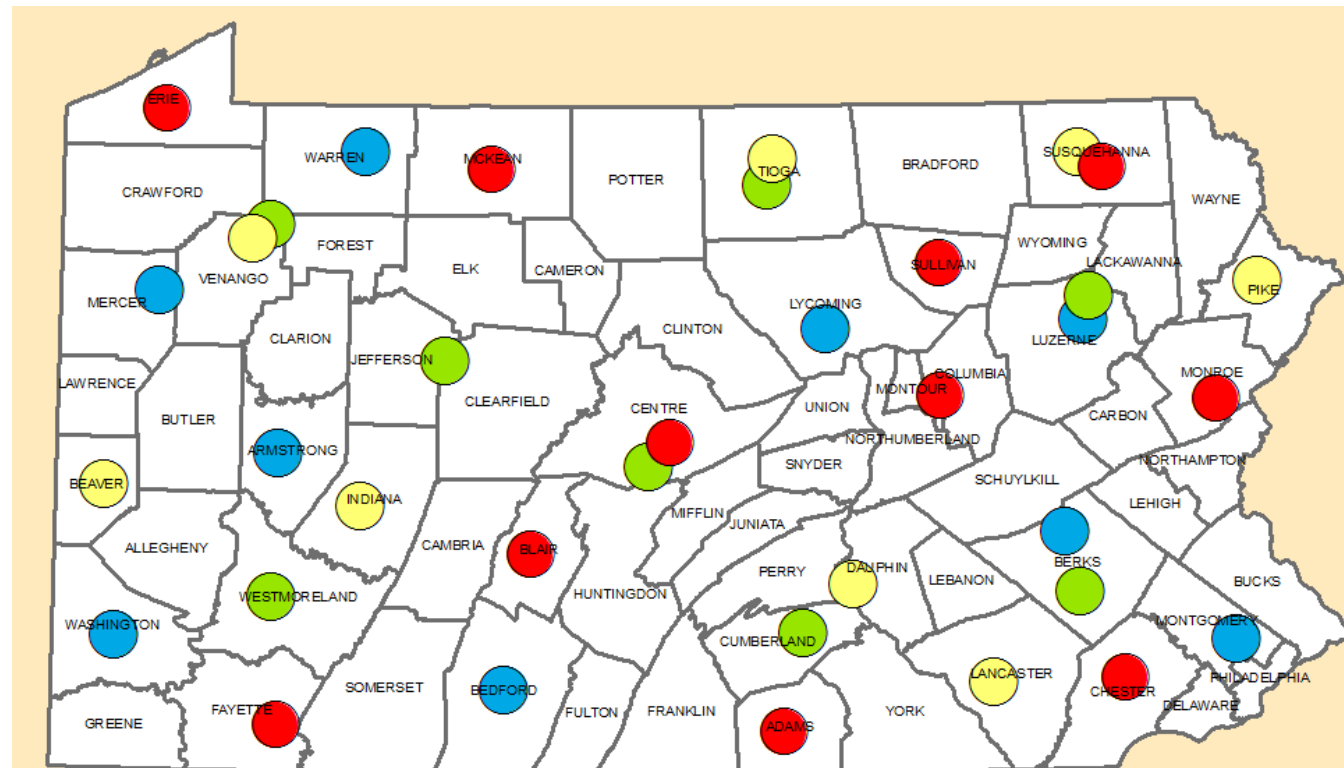 ERIE
WARREN
MCKEAN
POTTER
TIOGA
BRADFORD
SUSQUEHANNA
WAYNE
CRAWFORD
FOREST
VENANGO
ELK
CAMERON
SULLIVAN
WYOMING
LACKAWANNA
PIKE
MERCER
CLARION
CLINTON
LYCOMING
LUZERNE
JEFFERSON
LAWRENCE
BUTLER
CLEARFIELD
CENTRE
UNION
MONTOUR
COLUMBIA
MONROE
CARBON
ARMSTRONG
NORTHUMBERLAND
SNYDER
SCHUYLKILL
NORTHAMPTON
BEAVER
INDIANA
MIFFLIN
JUNIATA
LEHIGH
ALLEGHENY
CAMBRIA
BLAIR
HUNTINGDON
PERRY
DAUPHIN
LEBANON
BERKS
BUCKS
WESTMORELAND
WASHINGTON
CUMBERLAND
MONTGOMERY
SOMERSET
BEDFORD
FULTON
FRANKLIN
ADAMS
YORK
LANCASTER
CHESTER
PHILADELPHIA
DELAWARE
GREENE
FAYETTE